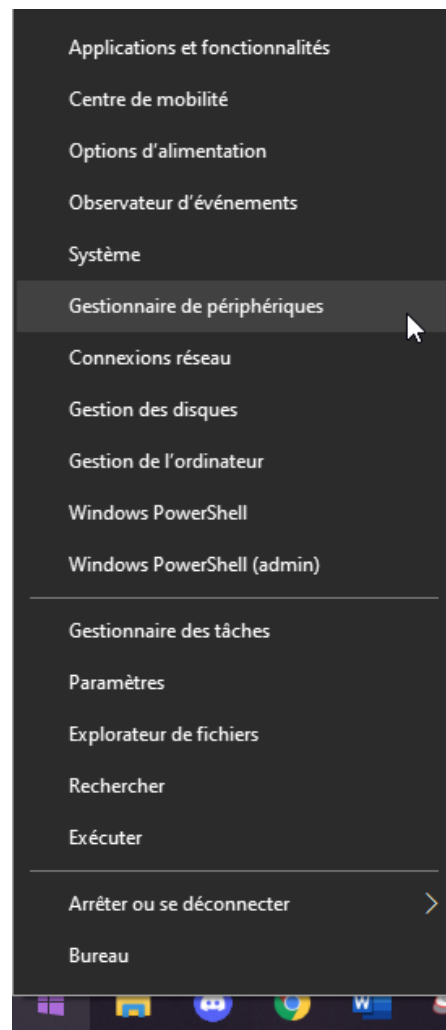 Applications et fonctionnalités
Centre de mobilité
Options d’alimentation
Observateur d’événements
Système
Gestionnaire de périphériques
Connexions réseau
Gestion des disques
Gestion de l’ordinateur
Windows PowerShell
Windows PowerShell (admin)
Gestionnaire des tâches
Paramètres
Explorateur de fichiers
Rechercher
Exécuter
Arrêter ou se déconnecter
Bureau
W